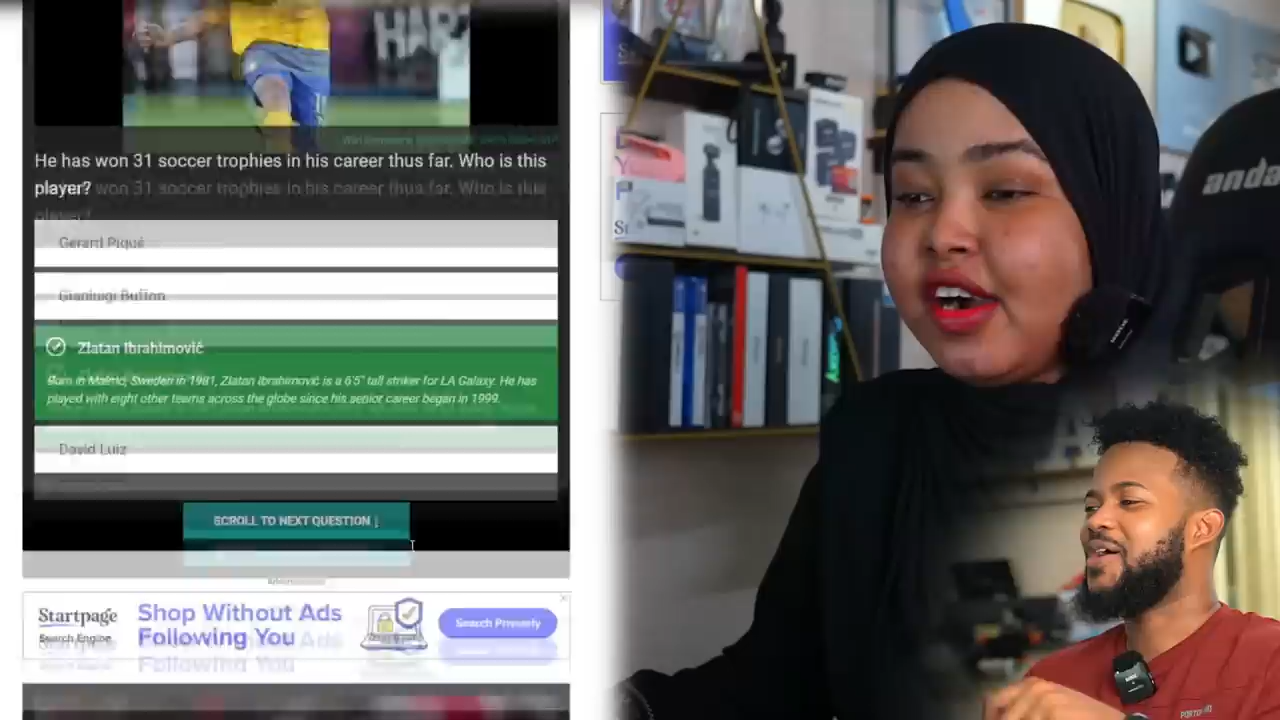 HARZ
He has won 31 soccer trophies in his career thus far. Who is this
player?
Gerard Piqué
Gianluigi Buffon
Zlatan Ibrahimović
Born in Malmö, Sweden in 1981, Zlatan Ibrahimović is a 6'5" tall striker for LA Galaxy. He has
played with eight other teams across the globe since his senior career began in 1999.
David Luiz
SCROLL TO NEXT QUESTION
Advertisement
Startpage
Search Engine
Shop Without Ads
Following You
Search Privately
anda